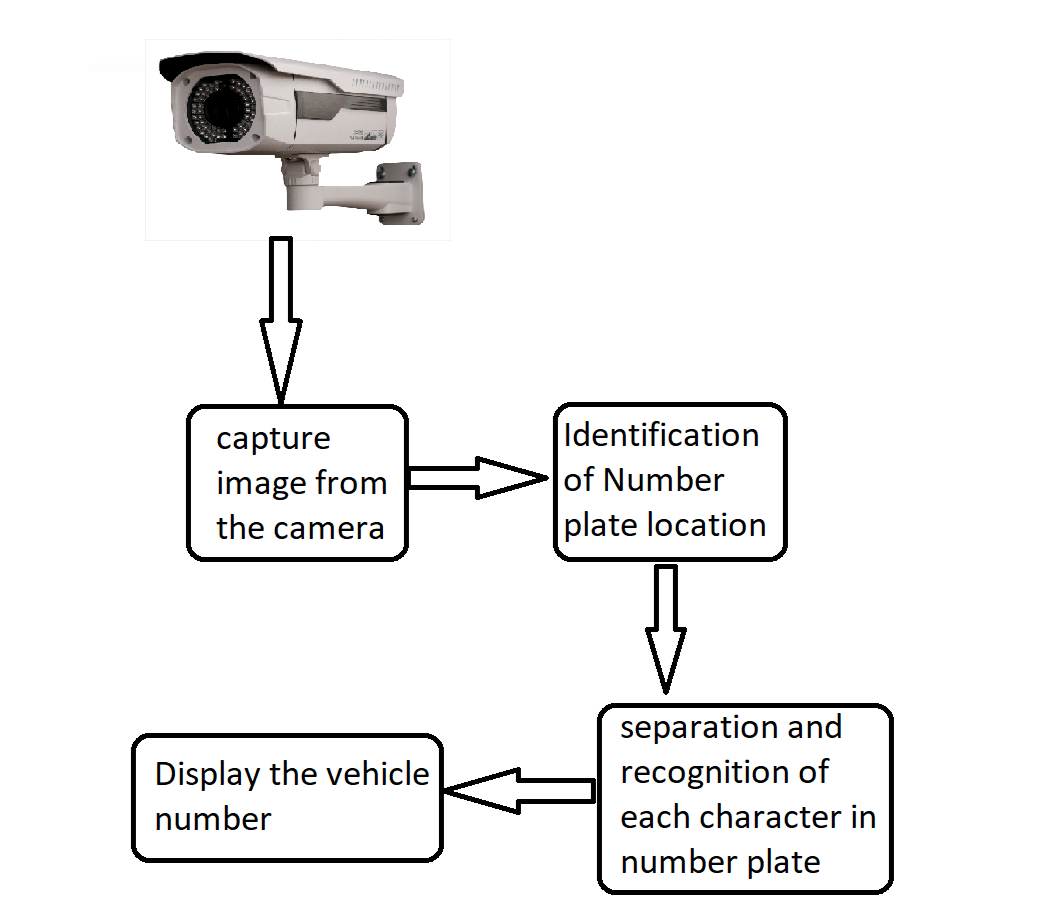 capture
image from
the camera
Identification
of Number
plate location
separation and
recognition of
each character in
number plate
Display the vehicle
number